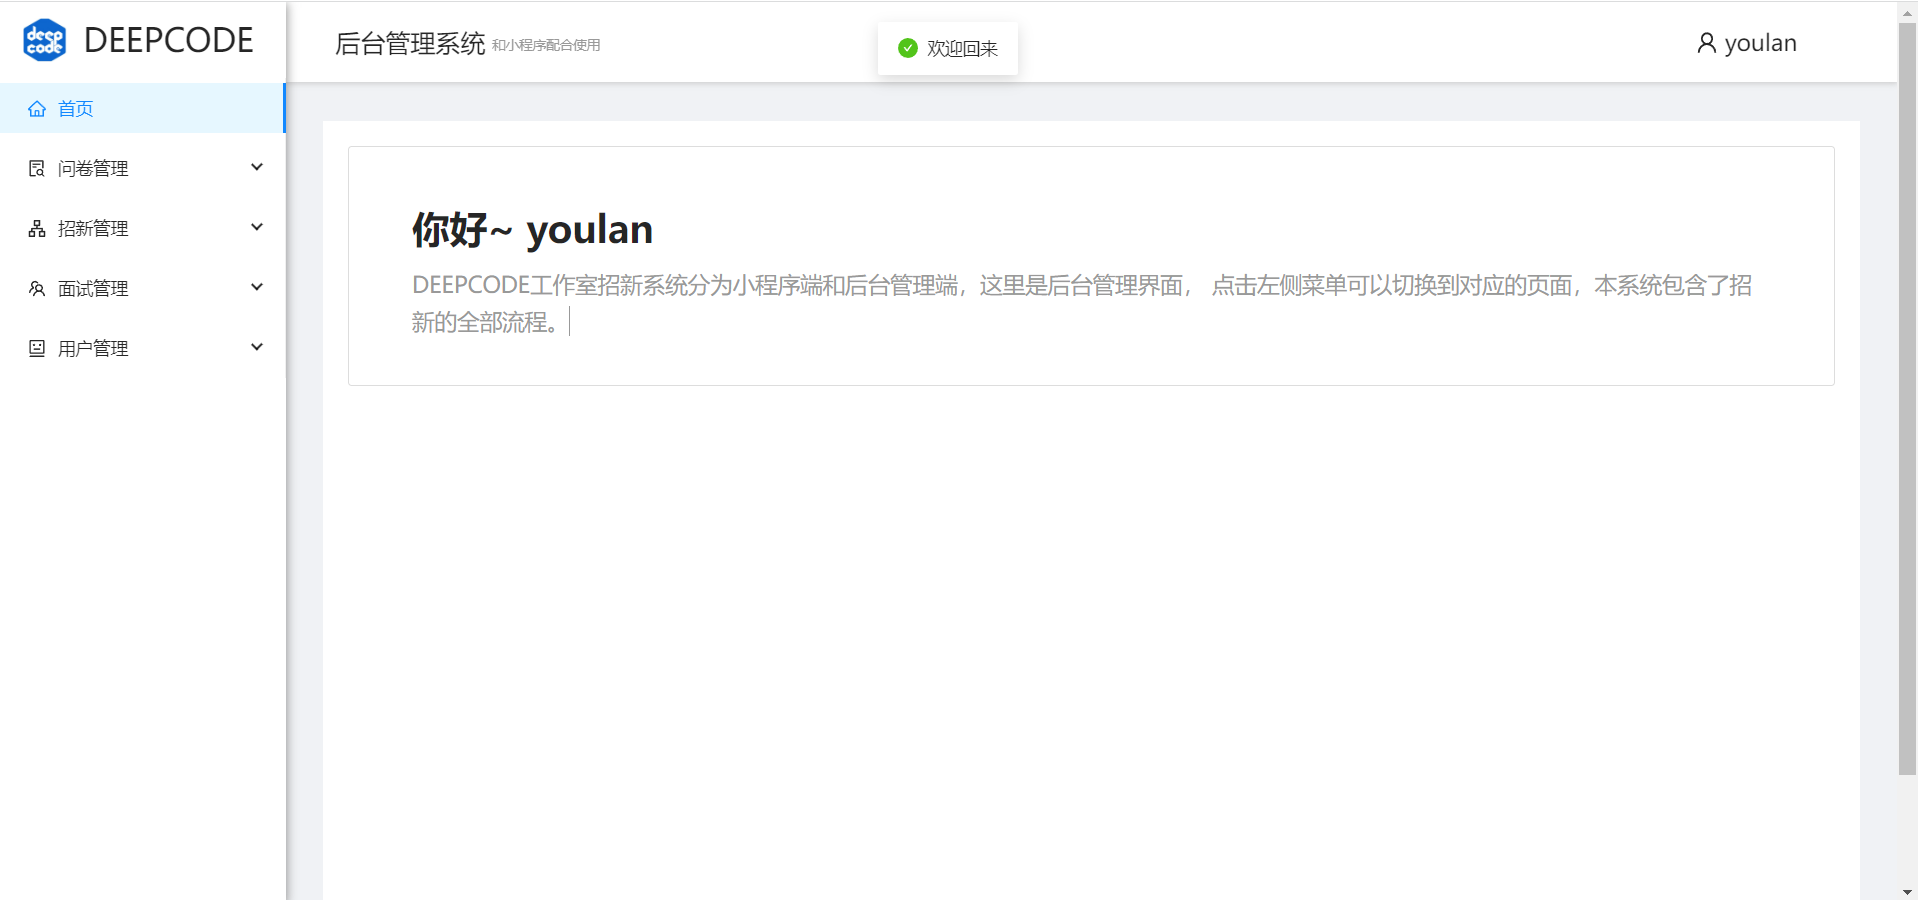 deep
code
DEEPCODE
后台管理系统 和小程序配合使用
欢迎回来
youlan
首页
问卷管理
招新管理
面试管理
用户管理
你好~ youlan
DEEPCODE工作室招新系统分为小程序端和后台管理端，这里是后台管理界面， 点击左侧菜单可以切换到对应的页面，本系统包含了招
新的全部流程。